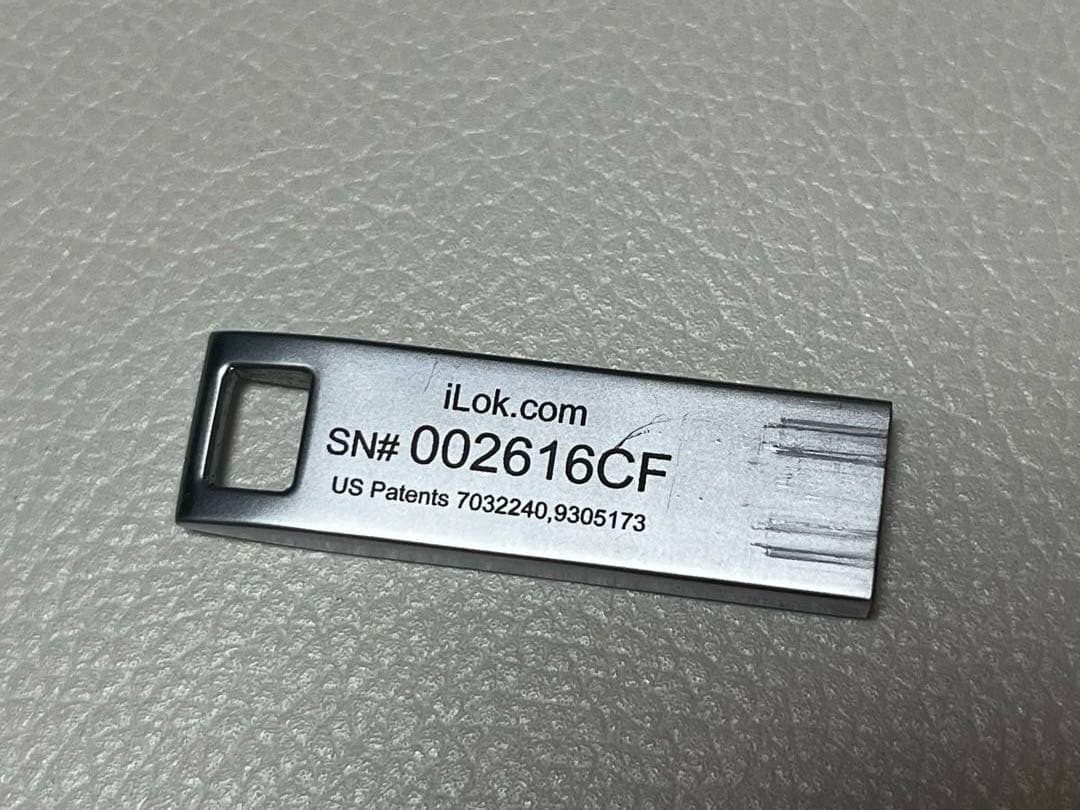 iLok.com
SN# 002616CF
US Patents 7032240,9305173